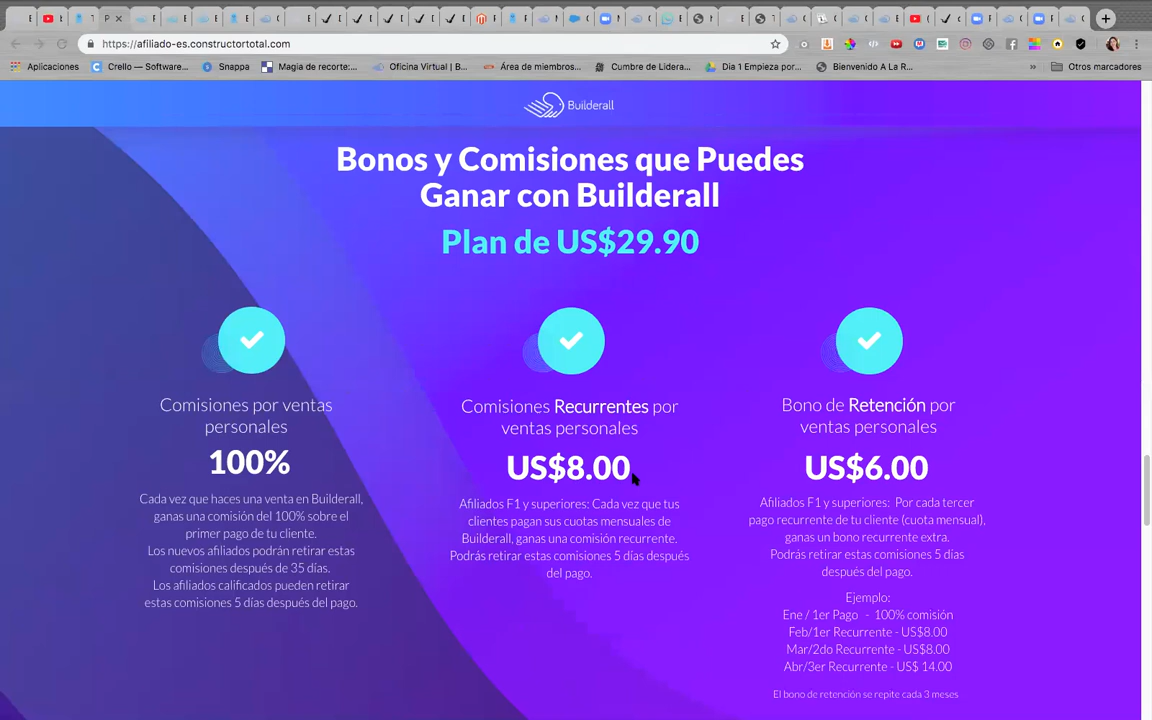 https://afiliado-es.constructortotal.com
Aplicaciones
Crello — Software...
Snappa
Magia de recorte:...
Oficina Virtual | B...
Área de miembros...
Cumbre de Lidera...
Día 1 Empieza por...
Bienvenido A La R...
»
Otros marcadores
Builderall
Bonos y Comisiones que Puedes
Ganar con Builderall
Plan de US$29.90
Comisiones por ventas
personales
100%
Cada vez que haces una venta en Builderall,
ganas una comisión del 100% sobre el
primer pago de tu cliente.
Los nuevos afiliados podrán retirar estas
comisiones después de 35 días.
Los afiliados calificados pueden retirar
estas comisiones 5 días después del pago.
Comisiones Recurrentes por
ventas personales
US$8.00
Afiliados F1 y superiores: Cada vez que tus
clientes pagan sus cuotas mensuales de
Builderall, ganas una comisión recurrente.
Podrás retirar estas comisiones 5 días después
del pago.
Bono de Retención por
ventas personales
US$6.00
Afiliados F1 y superiores: Por cada tercer
pago recurrente de tu cliente (cuota mensual),
ganas un bono recurrente extra.
Podrás retirar estas comisiones 5 días
después del pago.
Ejemplo:
Ene / 1er Pago - 100% comisión
Feb/1er Recurrente - US$8.00
Mar/2do Recurrente - US$8.00
Abr/3er Recurrente - US$ 14.00
El bono de retención se repite cada 3 meses